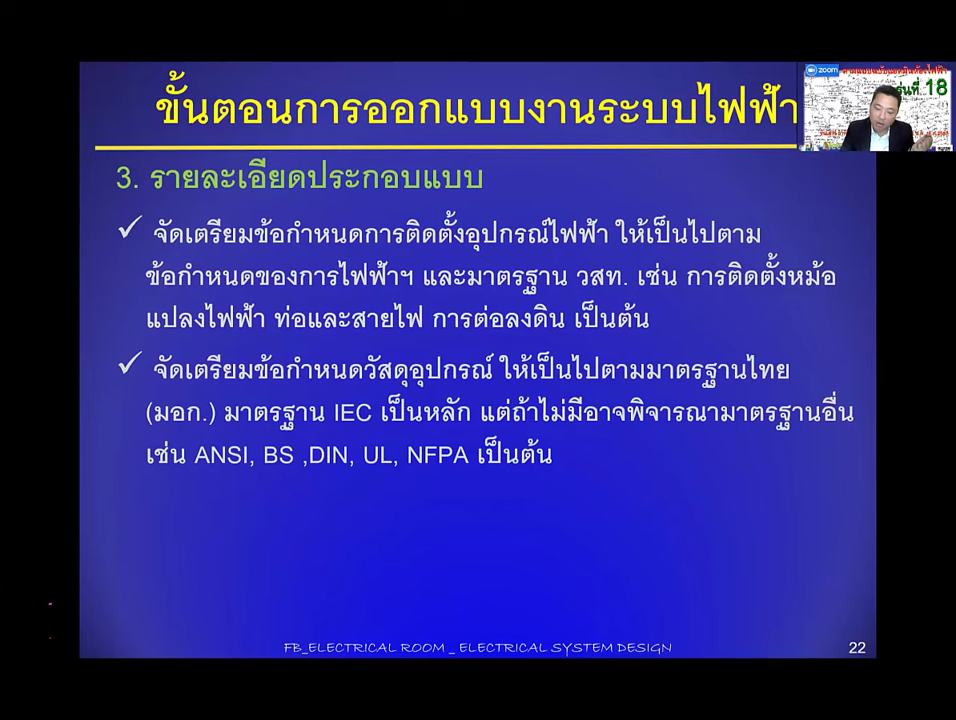 ขั้นตอนการออกแบบงานระบบไฟฟ้า
zoom
รุ่นที่ 18
3. รายละเอียดประกอบแบบ
✓ จัดเตรียมข้อกำหนดการติดตั้งอุปกรณ์ไฟฟ้า ให้เป็นไปตาม
ข้อกำหนดของการไฟฟ้าฯ และมาตรฐาน วสท. เช่น การติดตั้งหม้อ
แปลงไฟฟ้า ท่อและสายไฟ การต่อลงดิน เป็นต้น
✓ จัดเตรียมข้อกำหนดวัสดุอุปกรณ์ ให้เป็นไปตามมาตรฐานไทย
(มอก.) มาตรฐาน IEC เป็นหลัก แต่ถ้าไม่มีอาจพิจารณามาตรฐานอื่น
เช่น ANSI, BS ,DIN, UL, NFPA เป็นต้น
FB_ELECTRICAL ROOM _ ELECTRICAL SYSTEM DESIGN
22